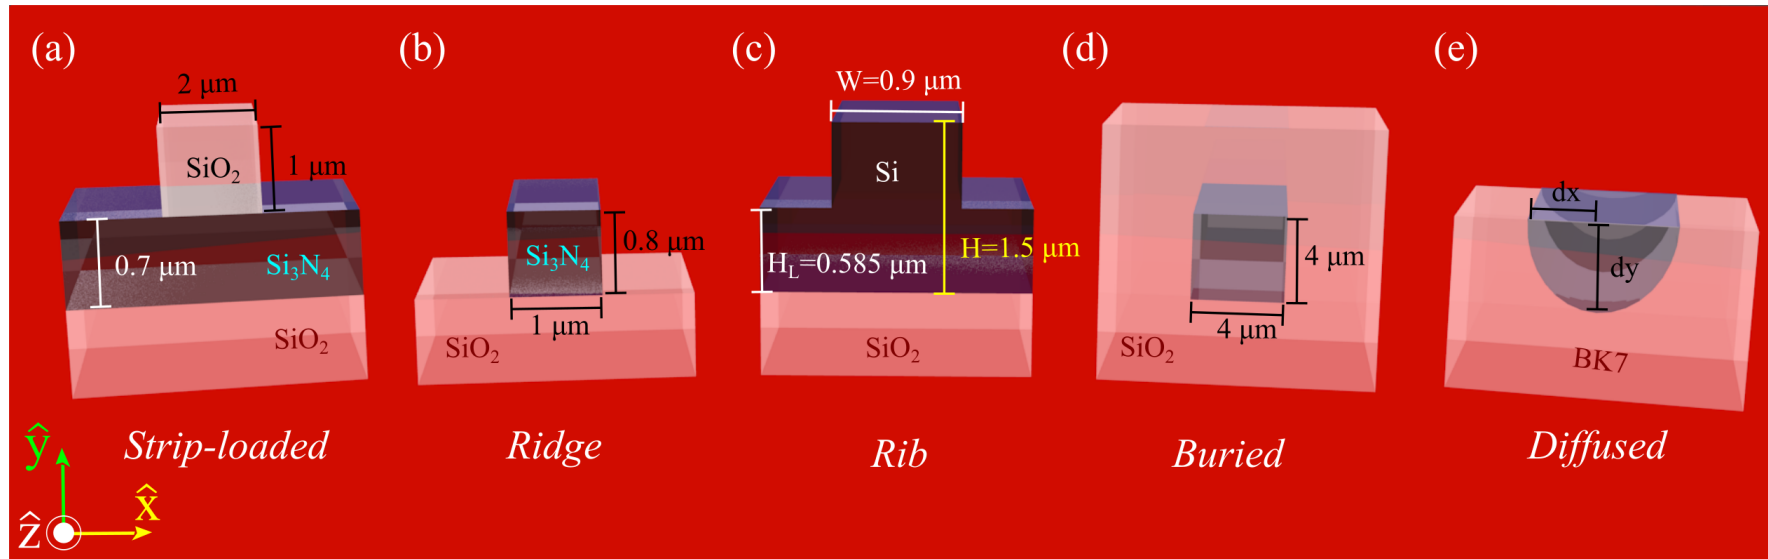 (a)
2 μm
SiO₂
1 μm
0.7 μm
Si₃N₄
SiO₂
Strip-loaded
(b)
Si₃N₄
0.8 μm
1 μm
SiO₂
Ridge
(c)
W=0.9 μm
Si
H_L=0.585 μm
H=1.5 μm
SiO₂
Rib
(d)
4 μm
4 μm
SiO₂
Buried
(e)
dx
dy
BK7
Diffused
ŷ
x̂
ẑ